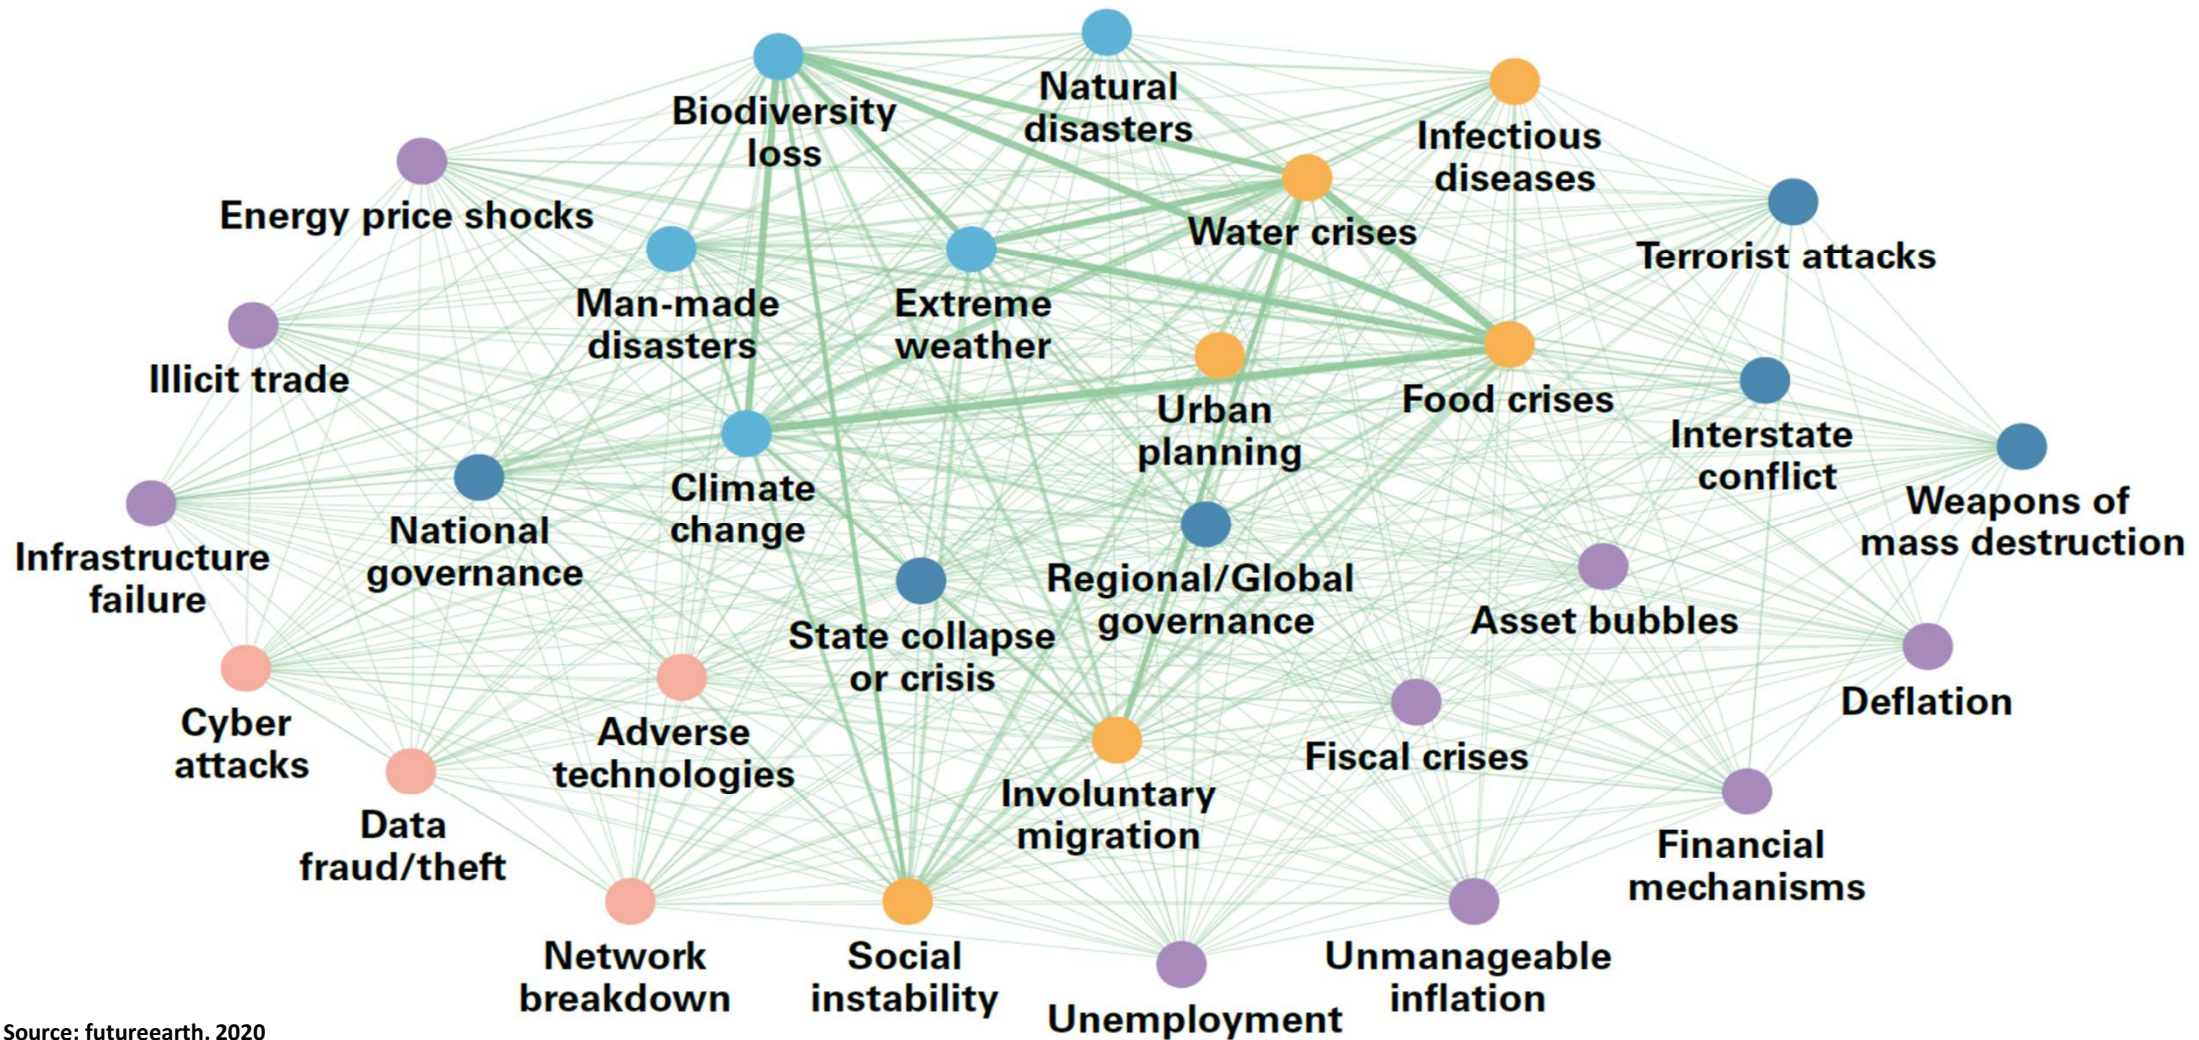 Biodiversity
loss
Natural
disasters
Infectious
diseases
Energy price shocks
Water crises
Terrorist attacks
Man-made
disasters
Extreme
weather
Illicit trade
Urban
planning
Food crises
Interstate
conflict
Climate
change
Weapons of
mass destruction
National
governance
Infrastructure
failure
State collapse
or crisis
Regional/Global
governance
Asset bubbles
Cyber
attacks
Adverse
technologies
Deflation
Fiscal crises
Data
fraud/theft
Involuntary
migration
Financial
mechanisms
Network
breakdown
Social
instability
Unemployment
Unmanageable
inflation
Source: futureearth, 2020